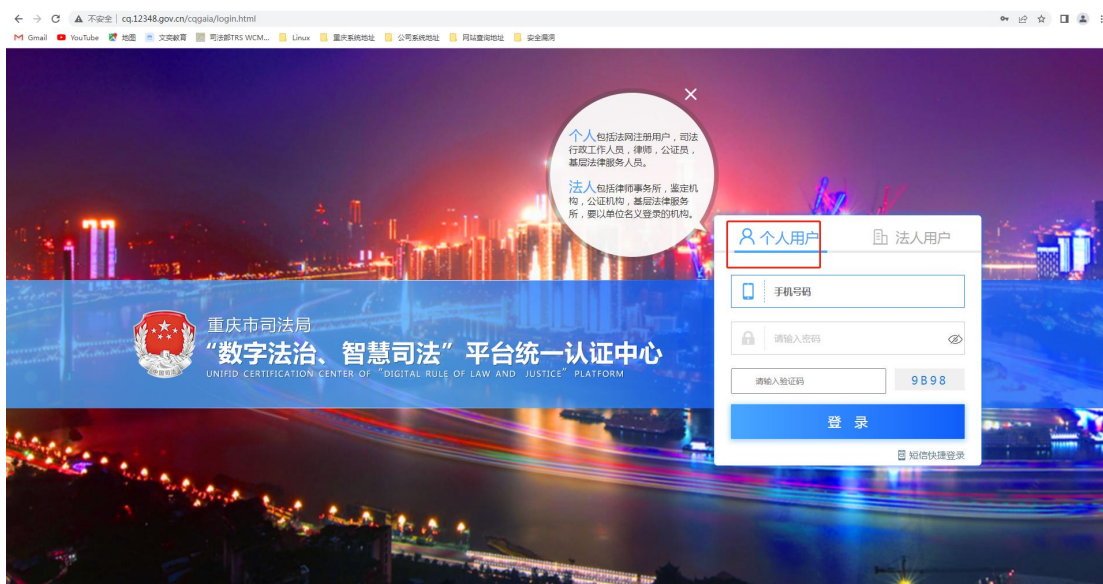 不安全 | cq.12348.gov.cn/cqgaia/login.html
Gmail YouTube 地图 文奕教育 司法部TRS WCM... Linux 重庆系统地址 公司系统地址 网站查询地址 安全漏洞
个人包括法网注册用户，司法
行政工作人员，律师，公证员，
基层法律服务人员。
法人包括律师事务所，鉴定机
构，公证机构，基层法律服务
所，要以单位名义登录的机构。
个人用户 法人用户
手机号码
请输入密码
请输入验证码 9B98
登 录
短信快捷登录
重庆市司法局
“数字法治、智慧司法”平台统一认证中心
UNIFID CERTIFICATION CENTER OF “DIGITAL RULE OF LAW AND JUSTICE” PLATFORM